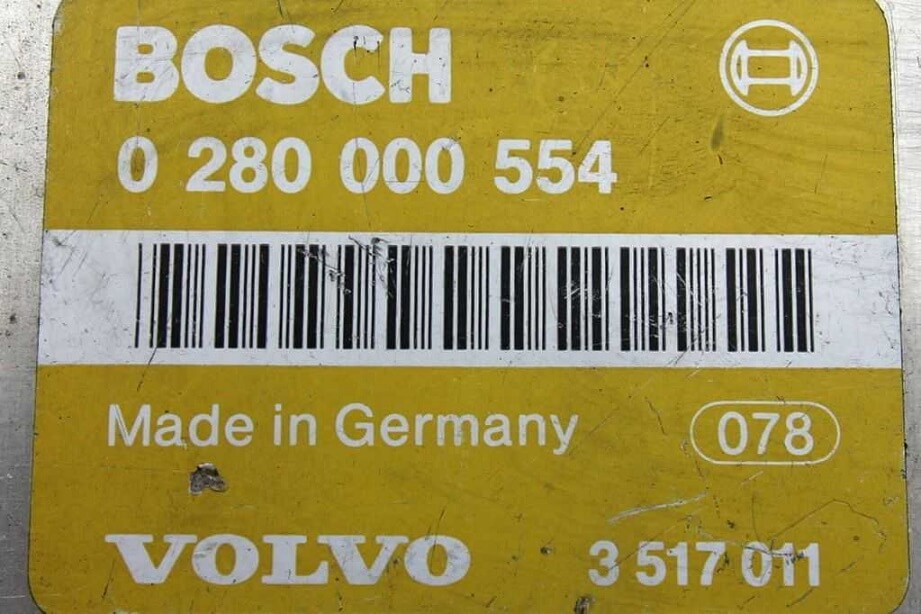 BOSCH
0 280 000 554
Made in Germany 078
VOLVO 3 517 011